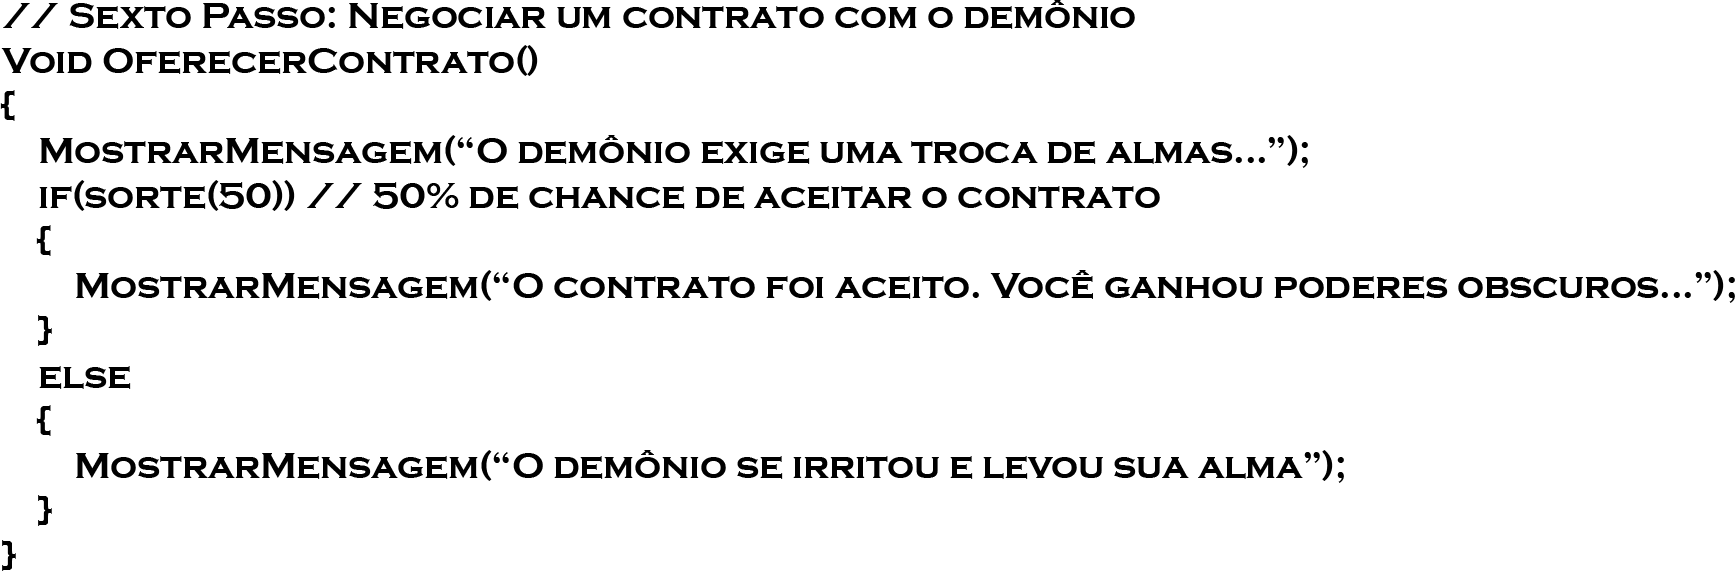 // Sexto Passo: Negociar um contrato com o demônio
Void OferecerContrato()
{
MostrarMensagem(“O demônio exige uma troca de almas...”);
if(sorte(50)) // 50% de chance de aceitar o contrato
{
MostrarMensagem(“O contrato foi aceito. Você ganhou poderes obscuros...”);
}
else
{
MostrarMensagem(“O demônio se irritou e levou sua alma”);
}
}